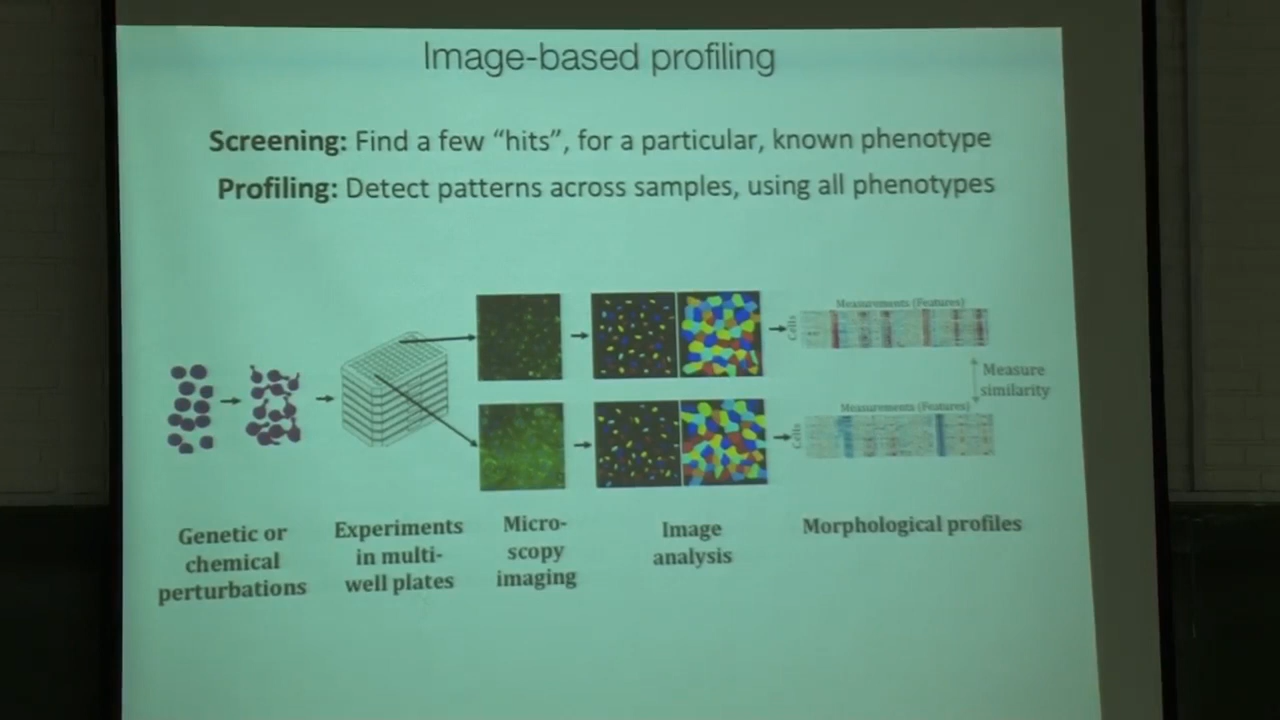 Image-based profiling
Screening: Find a few “hits”, for a particular, known phenotype
Profiling: Detect patterns across samples, using all phenotypes
Measurements (Features)
Cells
Measure
similarity
Measurements (Features)
Cells
Genetic or
chemical
perturbations
Experiments
in multi-
well plates
Micro-
scopy
imaging
Image
analysis
Morphological profiles